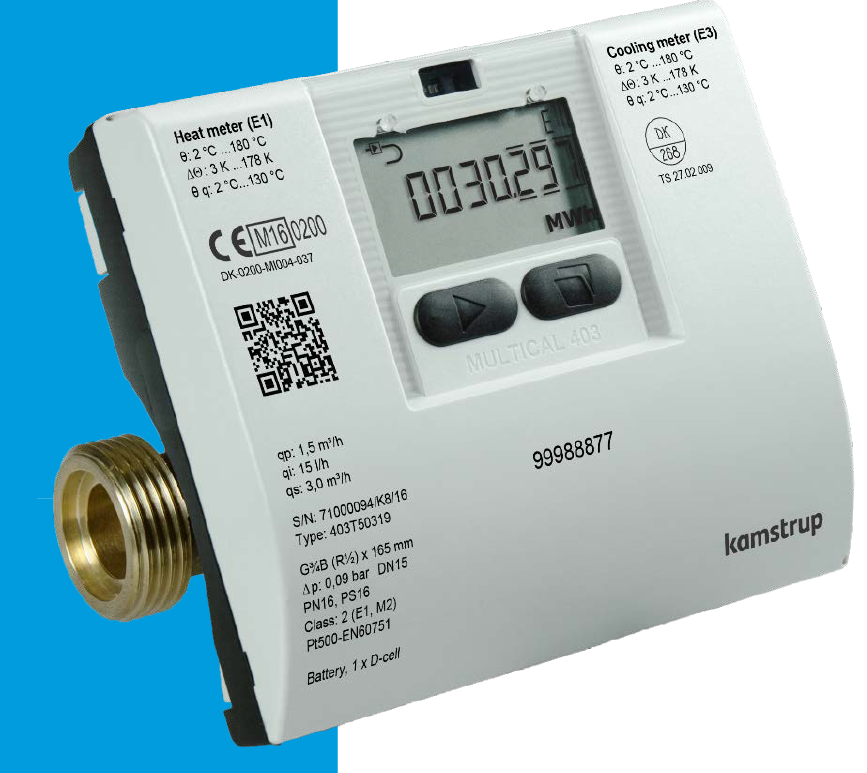 Heat meter (E1)
θ: 2 °C ...180 °C
ΔΘ: 3 K ...178 K
θ q: 2 °C...130 °C
CE M16 0200
DK-0200-MI004-037
Cooling meter (E3)
θ: 2 °C ...180 °C
ΔΘ: 3 K ...178 K
θ q: 2 °C...130 °C
DK
268
TS 27.02 009
E
0030.29
MWh
MULTICAL 403
99988877
qp: 1,5 m³/h
qi: 15 l/h
qs: 3,0 m³/h
S/N: 71000094/K8/16
Type: 403T50319
G¾B (R½) x 165 mm
Δp: 0,09 bar DN15
PN16, PS16
Class: 2 (E1, M2)
Pt500-EN60751
Battery, 1 x D-cell
kamstrup